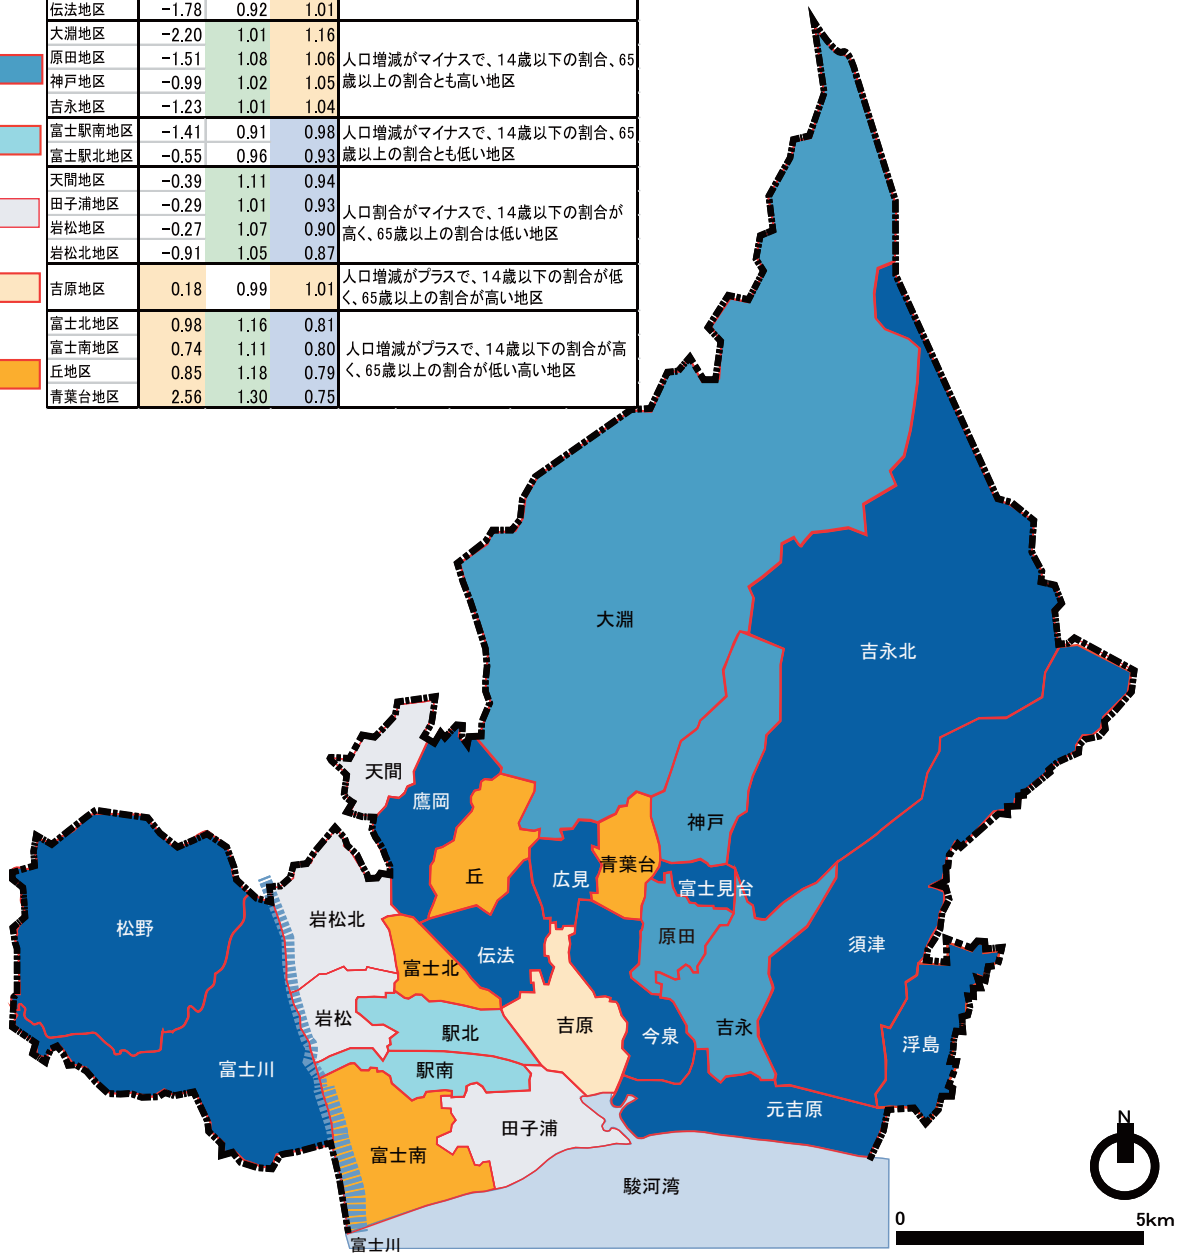 伝法地区 -1.78 0.92 1.01
大淵地区 -2.20 1.01 1.16
原田地区 -1.51 1.08 1.06
神戸地区 -0.99 1.02 1.05
吉永地区 -1.23 1.01 1.04
人口増減がマイナスで、14歳以下の割合、65
歳以上の割合とも高い地区
富士駅南地区 -1.41 0.91 0.98
富士駅北地区 -0.55 0.96 0.93
人口増減がマイナスで、14歳以下の割合、65
歳以上の割合とも低い地区
天間地区 -0.39 1.11 0.94
田子浦地区 -0.29 1.01 0.93
岩松地区 -0.27 1.07 0.90
岩松北地区 -0.91 1.05 0.87
人口割合がマイナスで、14歳以下の割合が
高く、65歳以上の割合は低い地区
吉原地区 0.18 0.99 1.01
人口増減がプラスで、14歳以下の割合が低
く、65歳以上の割合が高い地区
富士北地区 0.98 1.16 0.81
富士南地区 0.74 1.11 0.80
丘地区 0.85 1.18 0.79
青葉台地区 2.56 1.30 0.75
人口増減がプラスで、14歳以下の割合が高
く、65歳以上の割合が低い高い地区
大淵
吉永北
天間
鷹岡
神戸
丘
広見
青葉台
富士見台
松野
岩松北
原田
須津
伝法
富士北
岩松
駅北
吉原
今泉
吉永
浮島
富士川
駅南
元吉原
田子浦
富士南
駿河湾
富士川
N
0 5km